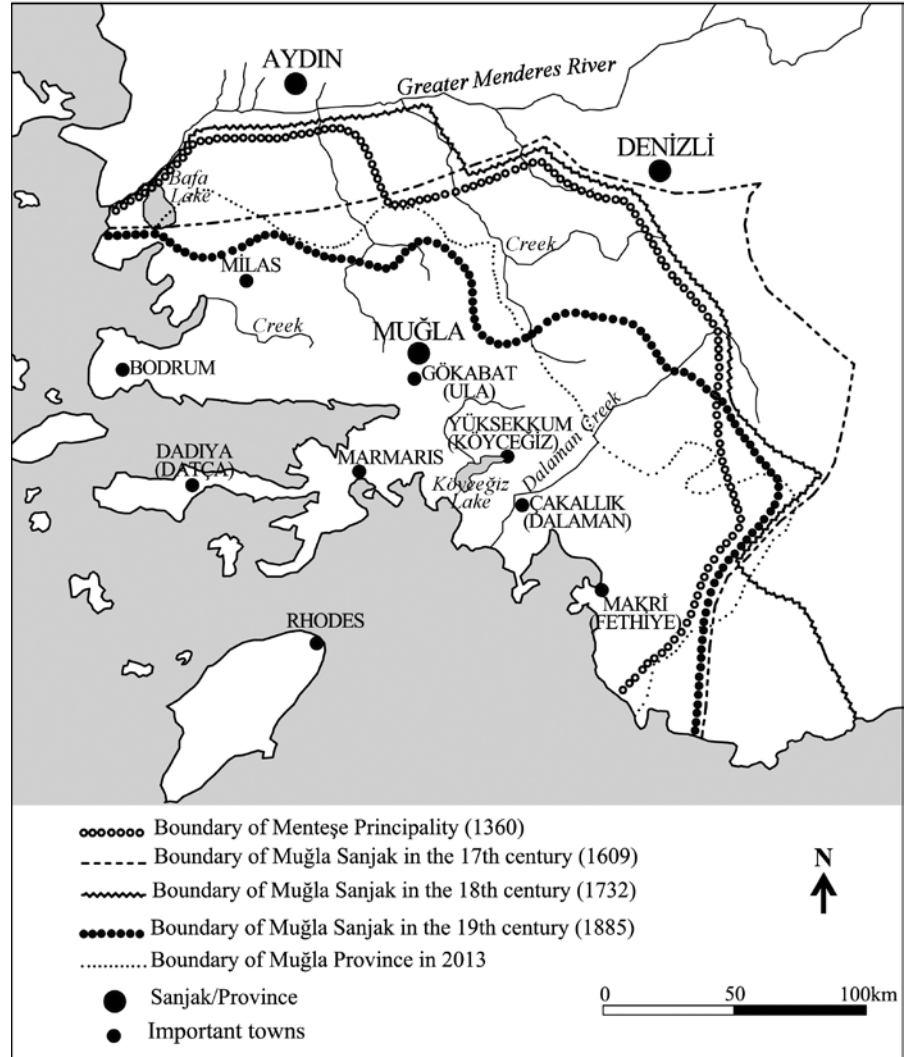 AYDIN
Greater Menderes River
DENİZLİ
Bafa
Lake
Creek
MİLAS
Creek
MUĞLA
BODRUM
GÖKABAT
(ULA)
YÜKSEKKUM
(KÖYCEĞİZ)
Dalaman Creek
DADIYA
(DATÇA)
MARMARIS
Köyceğiz
Lake
ÇAKALLIK
(DALAMAN)
MAKRİ
(FETHİYE)
RHODES
Boundary of Menteşe Principality (1360)
Boundary of Muğla Sanjak in the 17th century (1609)
Boundary of Muğla Sanjak in the 18th century (1732)
Boundary of Muğla Sanjak in the 19th century (1885)
Boundary of Muğla Province in 2013
Sanjak/Province
Important towns
N
0 50 100km